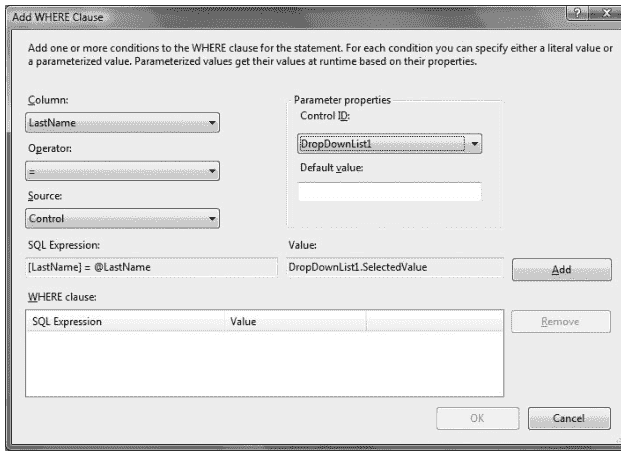 Add WHERE Clause
Add one or more conditions to the WHERE clause for the statement. For each condition you can specify either a literal value or
a parameterized value. Parameterized values get their values at runtime based on their properties.
Column:
LastName
Operator:
=
Source:
Control
Parameter properties
Control ID:
DropDownList1
Default value:
SQL Expression:
[LastName] = @LastName
Value:
DropDownList1.SelectedValue
Add
WHERE clause:
SQL Expression Value
Remove
OK Cancel